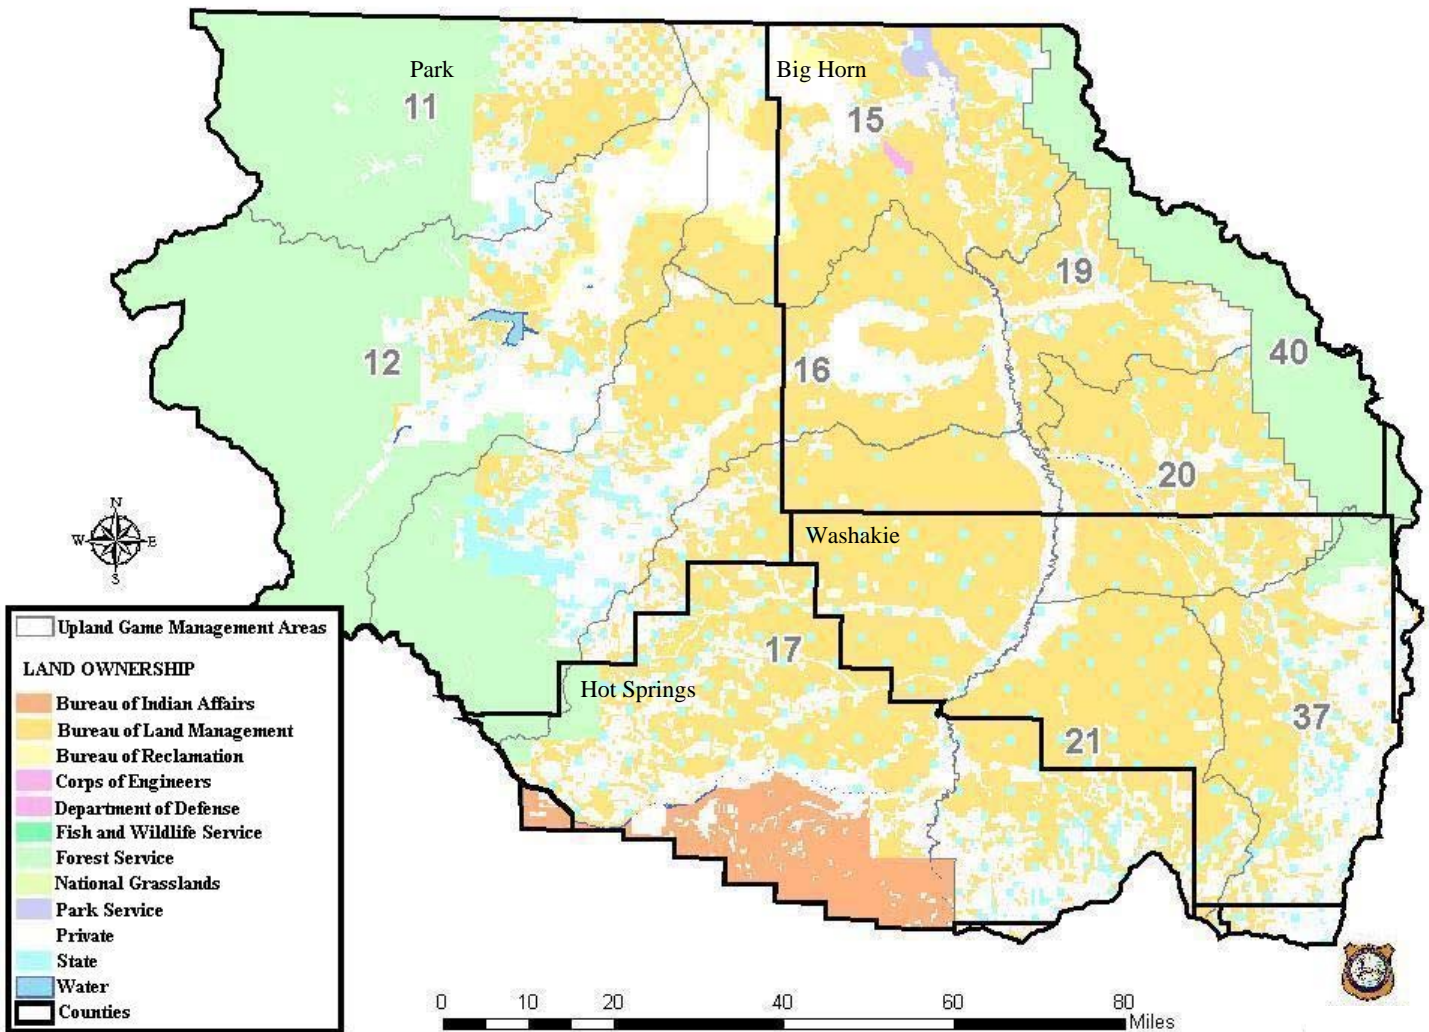 Park
Big Horn
11
15
19
12
16
40
20
N
W
E
S
Washakie
17
Hot Springs
37
21
Upland Game Management Areas
LAND OWNERSHIP
Bureau of Indian Affairs
Bureau of Land Management
Bureau of Reclamation
Corps of Engineers
Department of Defense
Fish and Wildlife Service
Forest Service
National Grasslands
Park Service
Private
State
Water
Counties
0 10 20 40 60 80
Miles